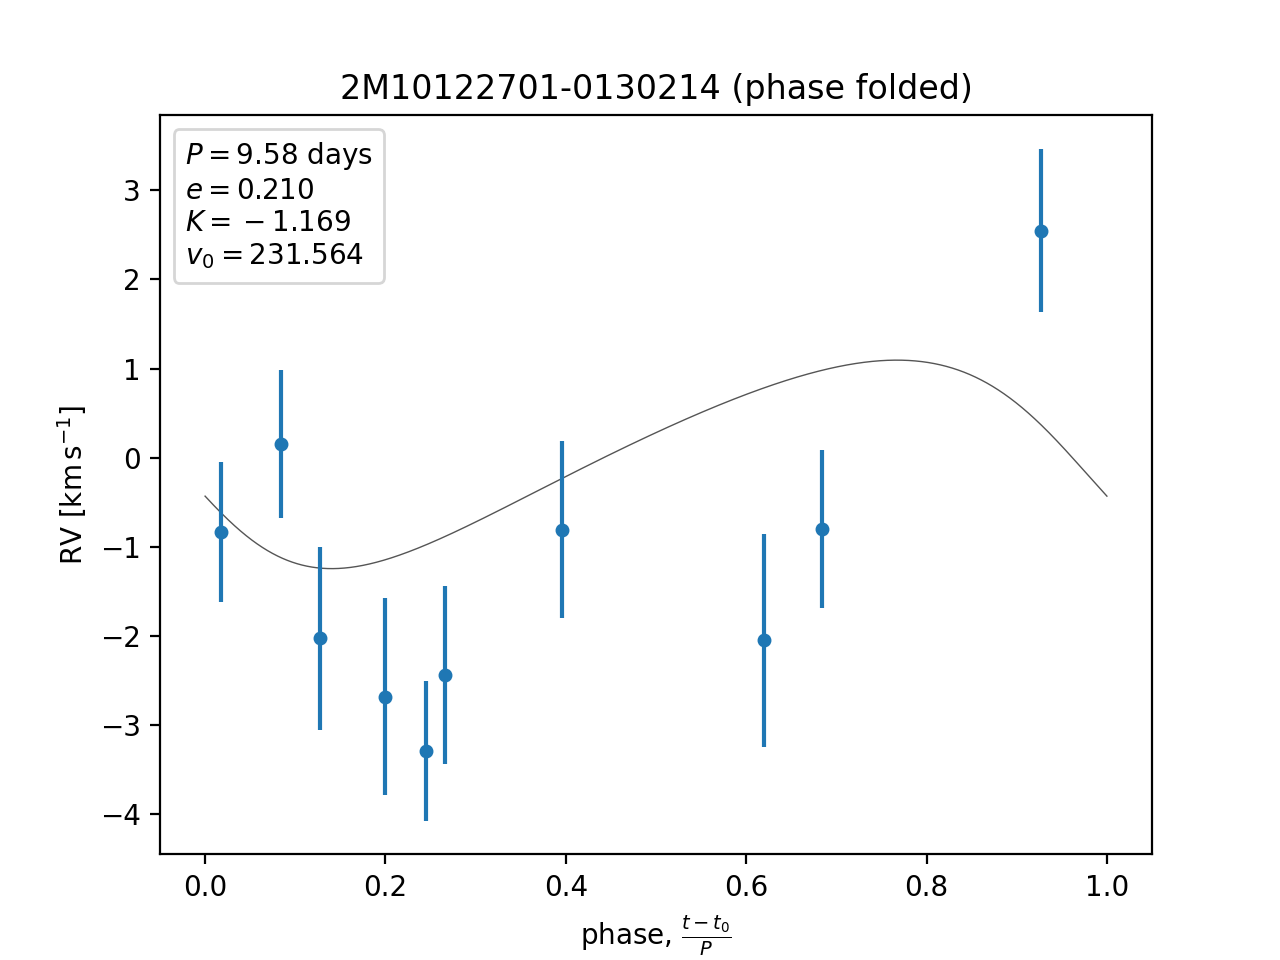 2M10122701-0130214 (phase folded)
P = 9.58 days
e = 0.210
K = −1.169
v₀ = 231.564
RV [km s⁻¹]
3
2
1
0
−1
−2
−3
−4
0.0 0.2 0.4 0.6 0.8 1.0
phase, (t − t₀)/P